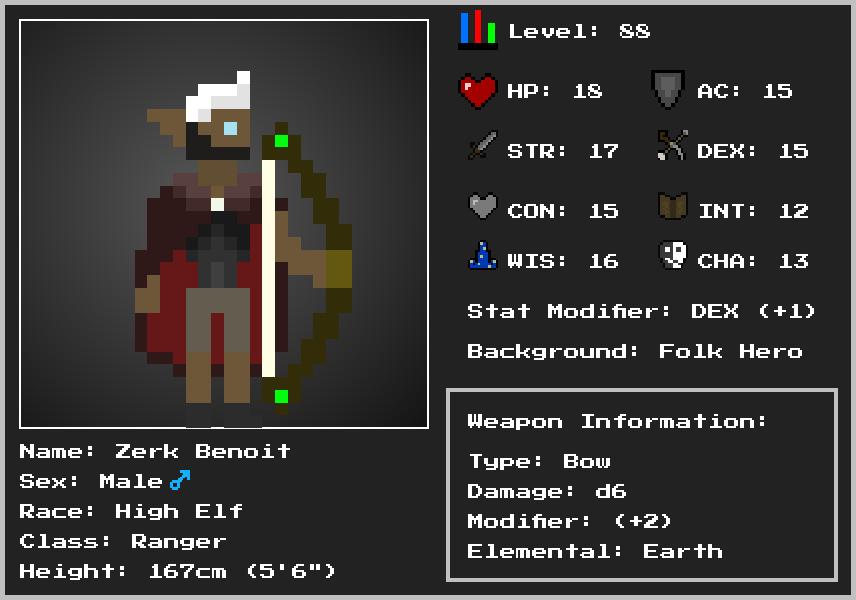 Level: 88
HP: 18 AC: 15
STR: 17 DEX: 15
CON: 15 INT: 12
WIS: 16 CHA: 13
Stat Modifier: DEX (+1)
Background: Folk Hero
Weapon Information:
Type: Bow
Damage: d6
Modifier: (+2)
Elemental: Earth
Name: Zerk Benoit
Sex: Male ♂
Race: High Elf
Class: Ranger
Height: 167cm (5'6")